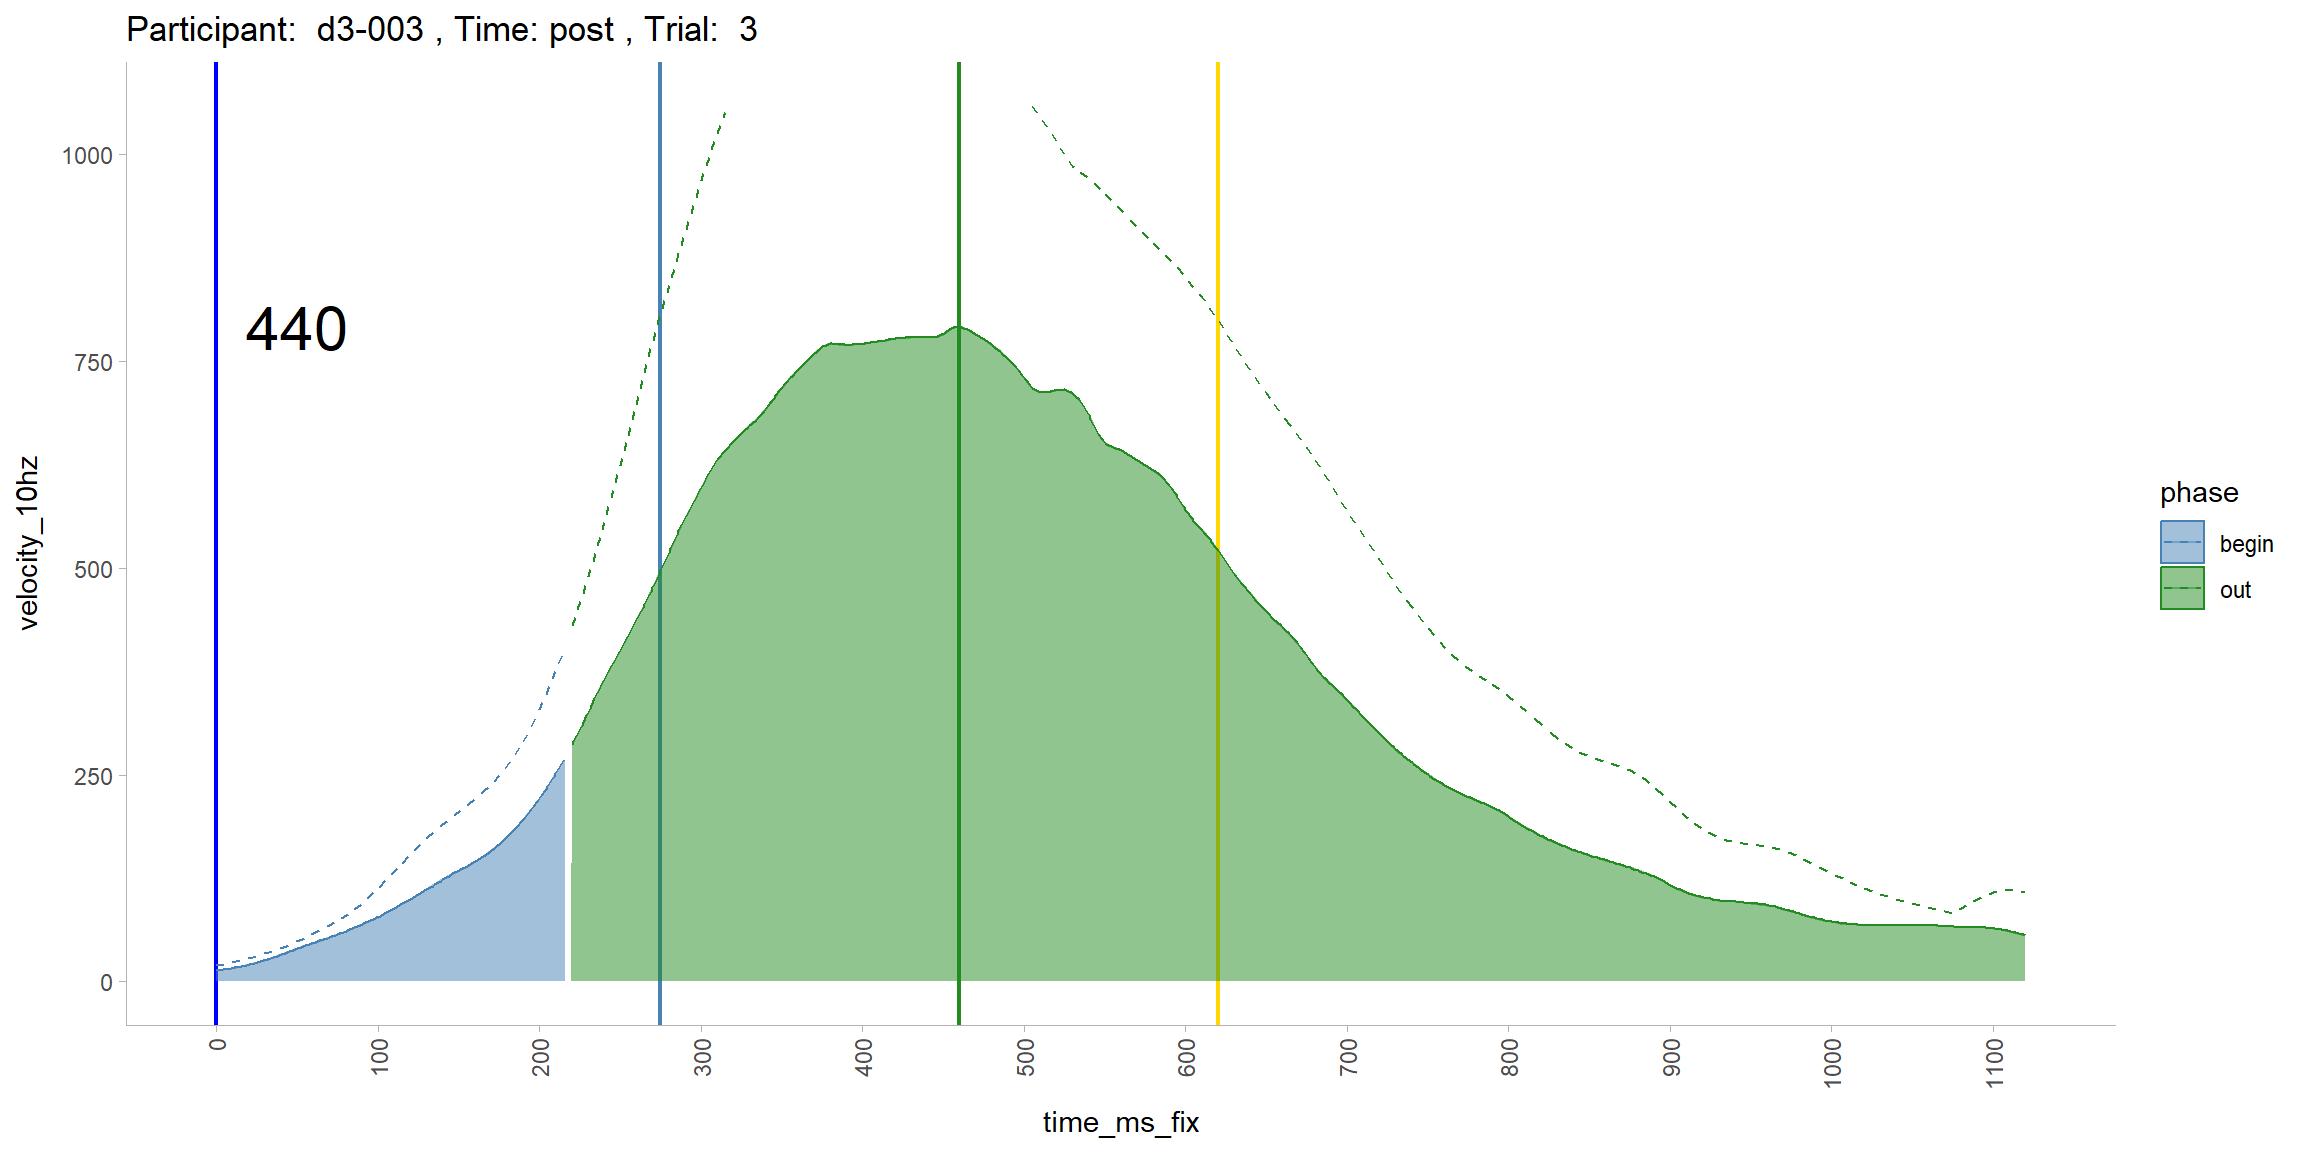 Participant:  d3-003 , Time: post , Trial:  3
1000
750
500
250
0
velocity_10hz
440
0 100 200 300 400 500 600 700 800 900 1000 1100
time_ms_fix
phase
begin
out